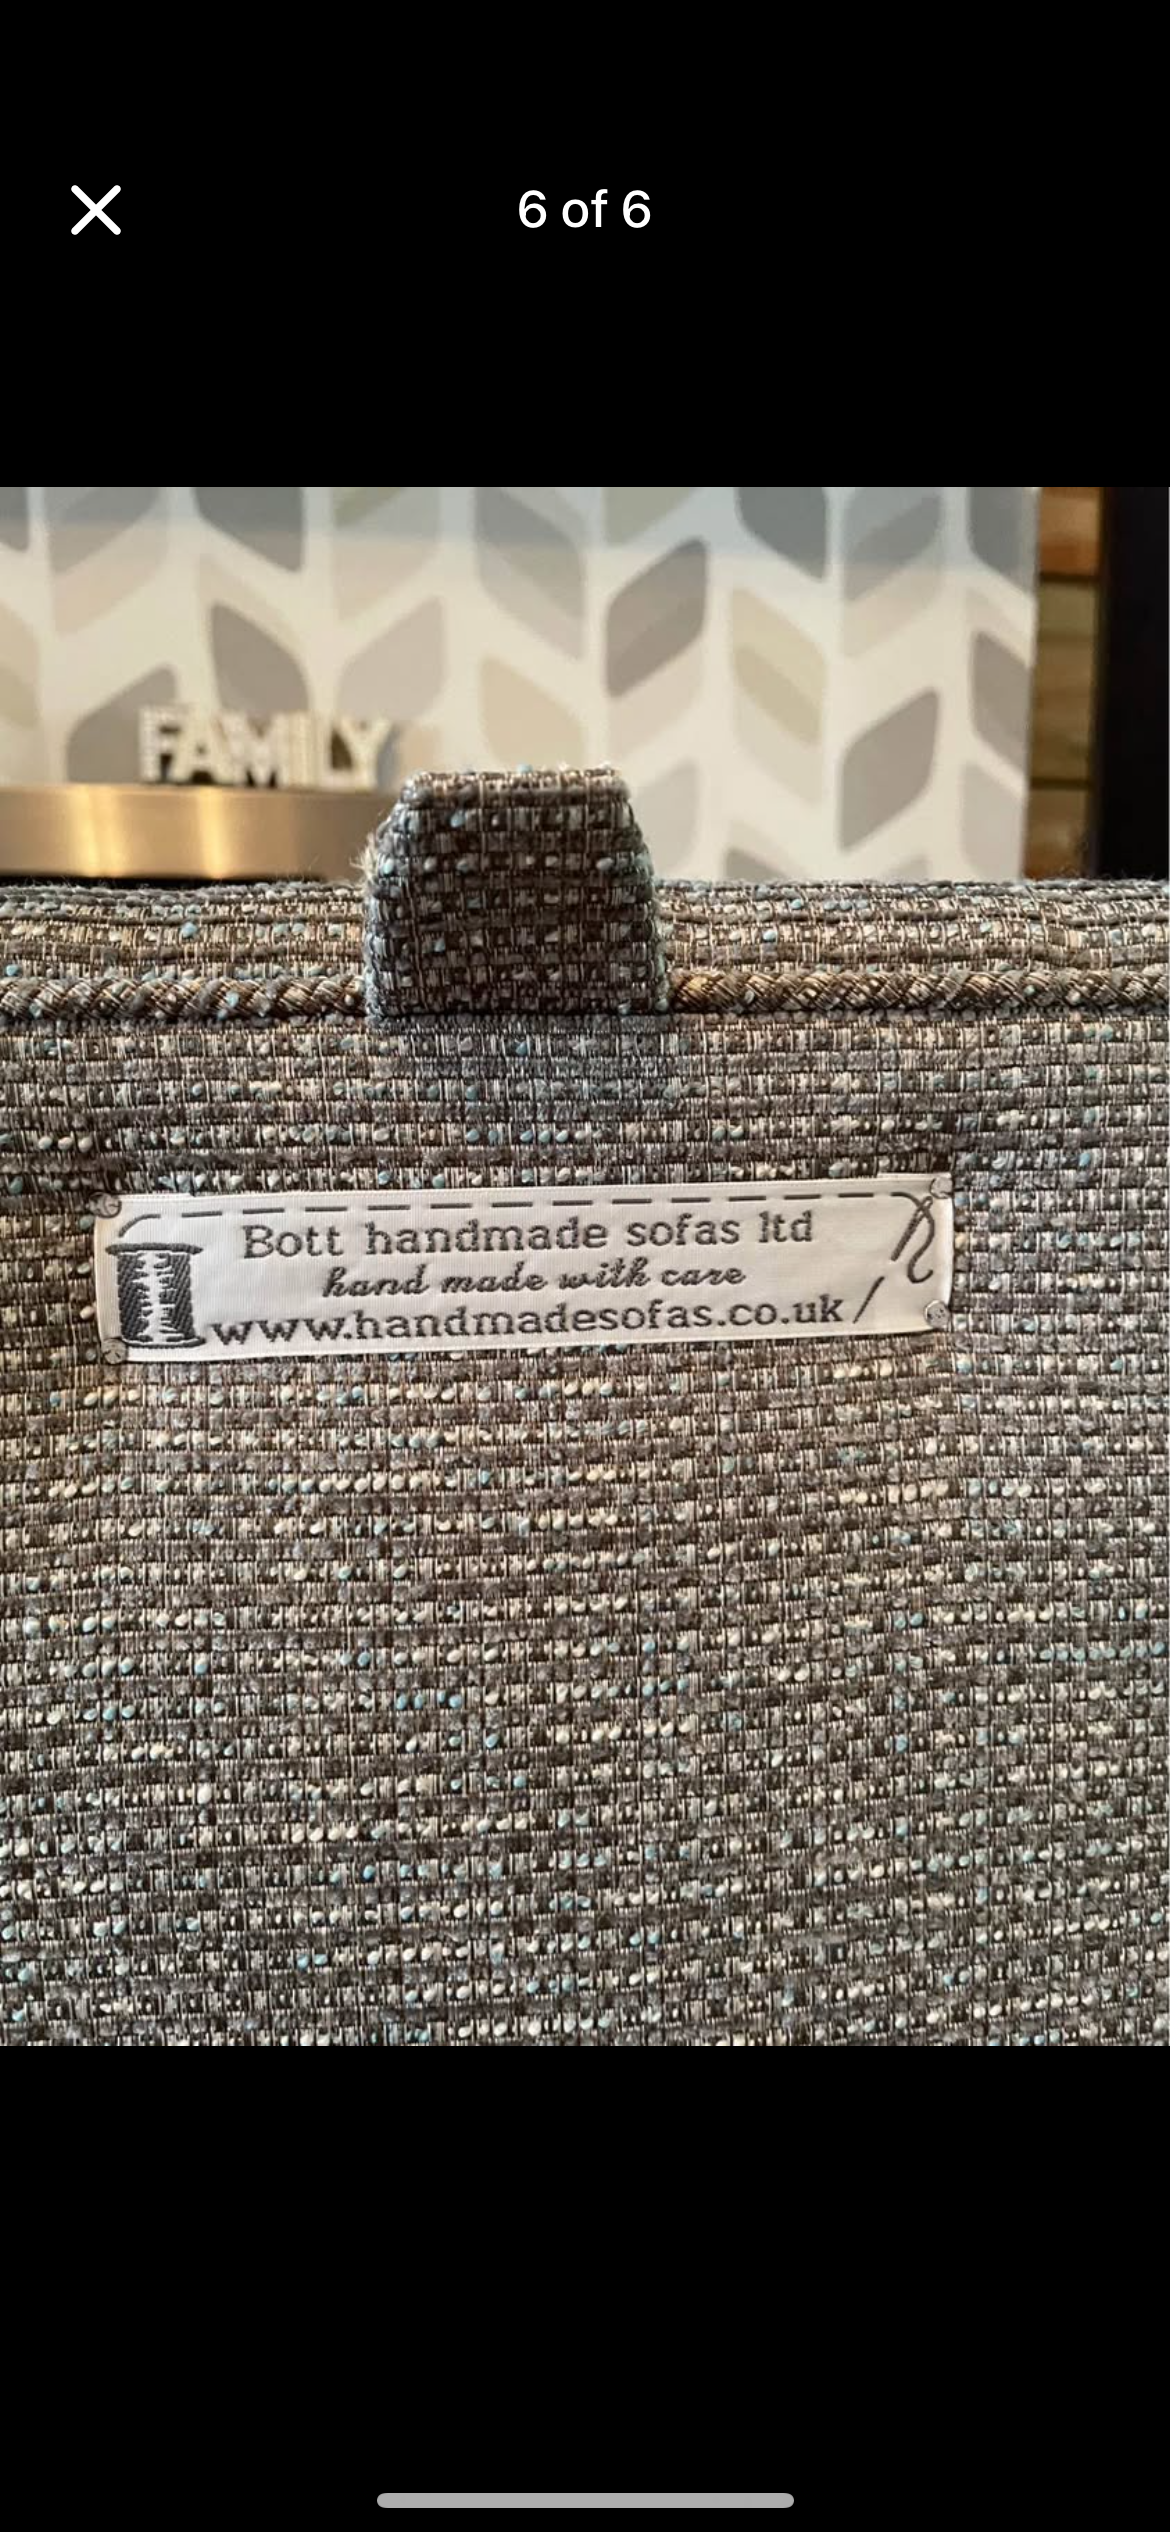 6 of 6
FAMILY
Bott handmade sofas ltd
hand made with care
www.handmadesofas.co.uk